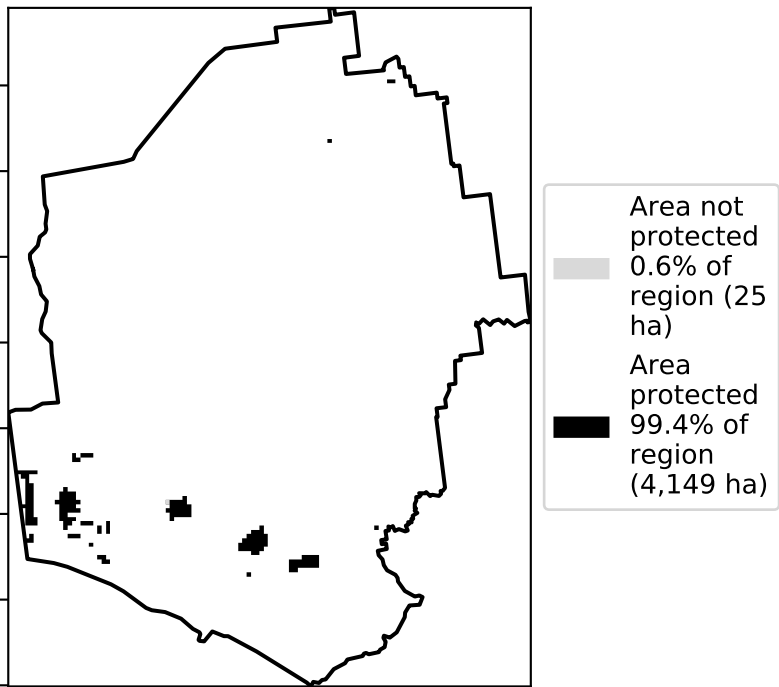 Area not
protected
0.6% of
region (25
ha)
Area
protected
99.4% of
region
(4,149 ha)